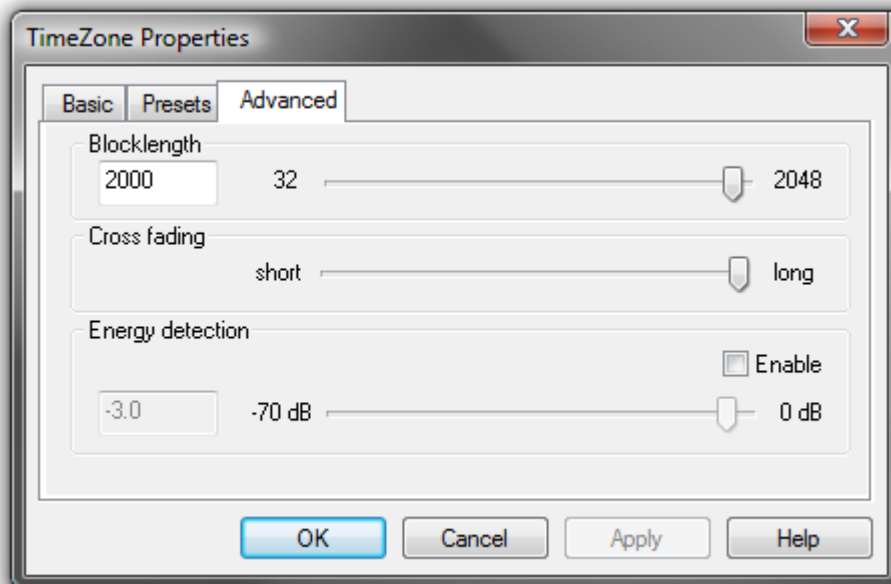 TimeZone Properties
Basic Presets Advanced
Blocklength
2000 32 2048
Cross fading
short long
Energy detection
Enable
-3.0 -70 dB 0 dB
OK Cancel Apply Help